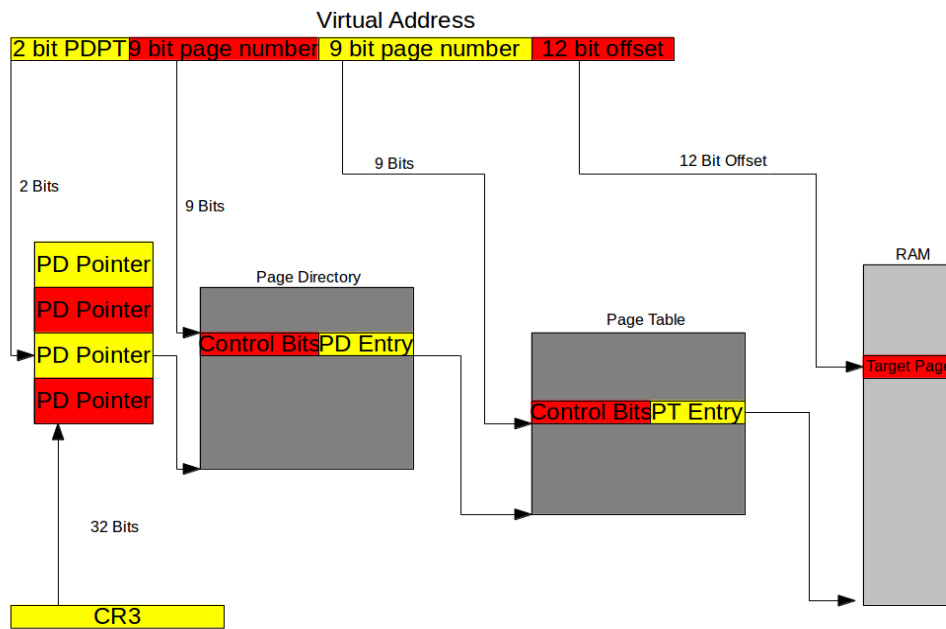 Virtual Address
2 bit PDPT 9 bit page number 9 bit page number 12 bit offset
9 Bits
12 Bit Offset
2 Bits
9 Bits
PD Pointer
PD Pointer
PD Pointer
PD Pointer
Page Directory
Control Bits PD Entry
Page Table
Control Bits PT Entry
RAM
Target Page
32 Bits
CR3